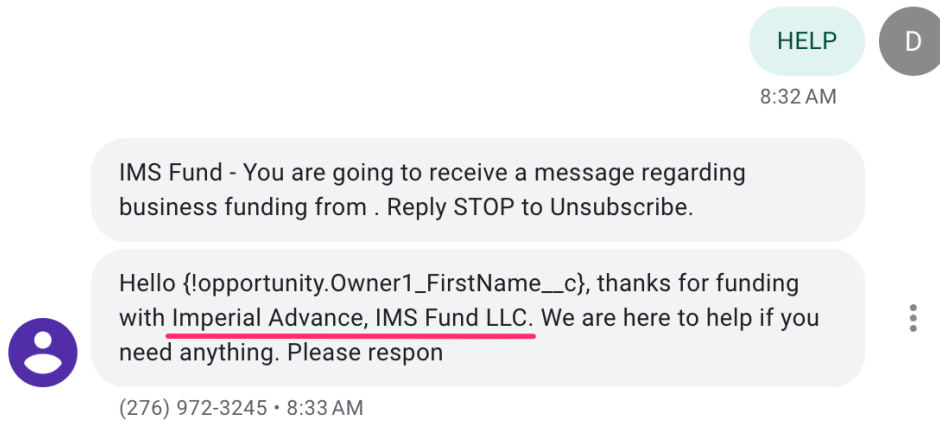 HELP
D
8:32 AM
IMS Fund - You are going to receive a message regarding
business funding from . Reply STOP to Unsubscribe.
Hello {!opportunity.Owner1_FirstName__c}, thanks for funding
with Imperial Advance, IMS Fund LLC. We are here to help if you
need anything. Please respon
(276) 972-3245 • 8:33 AM